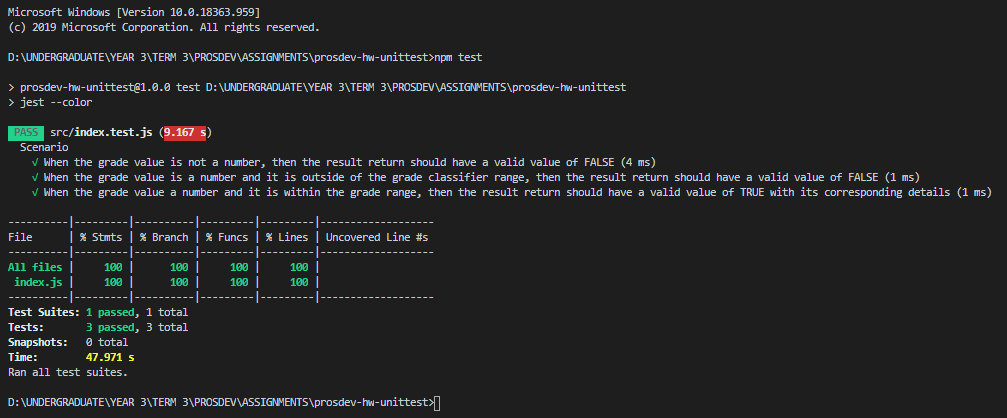 Microsoft Windows [Version 10.0.18363.959]
(c) 2019 Microsoft Corporation. All rights reserved.
D:\UNDERGRADUATE\YEAR 3\TERM 3\PROSDEV\ASSIGNMENTS\prosdev-hw-unittest>npm test
> prosdev-hw-unittest@1.0.0 test D:\UNDERGRADUATE\YEAR 3\TERM 3\PROSDEV\ASSIGNMENTS\prosdev-hw-unittest
> jest --color
PASS src/index.test.js (9.167 s)
  Scenario
    √ When the grade value is not a number, then the result return should have a valid value of FALSE (4 ms)
    √ When the grade value is a number and it is outside of the grade classifier range, then the result return should have a valid value of FALSE (1 ms)
    √ When the grade value a number and it is within the grade range, then the result return should have a valid value of TRUE with its corresponding details (1 ms)
----------|---------|----------|---------|---------|-------------------
File      | % Stmts | % Branch | % Funcs | % Lines | Uncovered Line #s
----------|---------|----------|---------|---------|-------------------
All files |     100 |      100 |     100 |     100 |
 index.js |     100 |      100 |     100 |     100 |
----------|---------|----------|---------|---------|-------------------
Test Suites: 1 passed, 1 total
Tests:       3 passed, 3 total
Snapshots:   0 total
Time:        47.971 s
Ran all test suites.
D:\UNDERGRADUATE\YEAR 3\TERM 3\PROSDEV\ASSIGNMENTS\prosdev-hw-unittest>